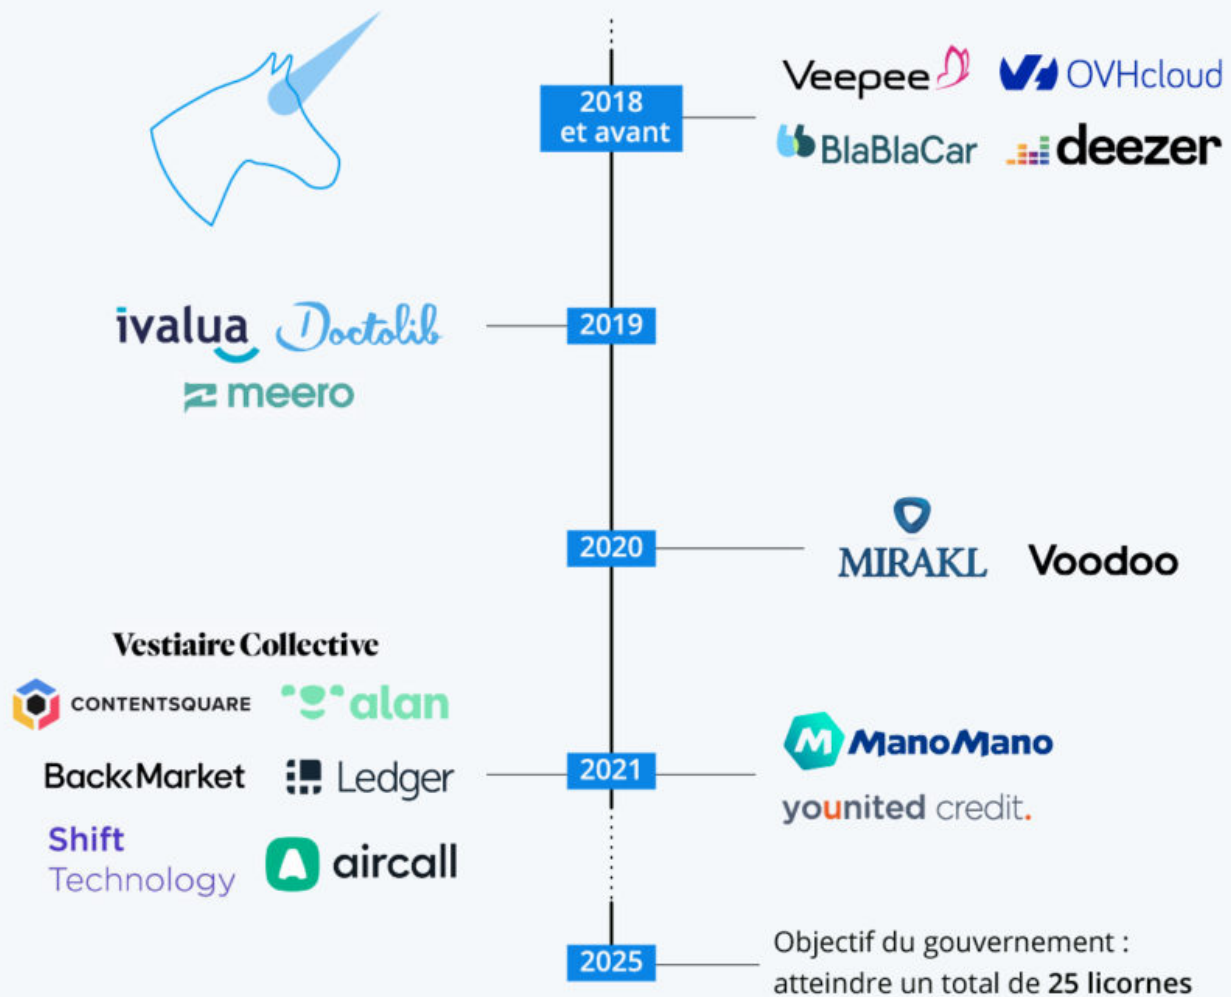 2018
et avant
Veepee OVHcloud
BlaBlaCar deezer
ivalua Doctolib
meero
2019
2020
MIRAKL Voodoo
Vestiaire Collective
CONTENTSQUARE alan
Back Market Ledger
Shift
Technology
aircall
2021
M ManoMano
younited credit.
2025
Objectif du gouvernement :
atteindre un total de 25 licornes